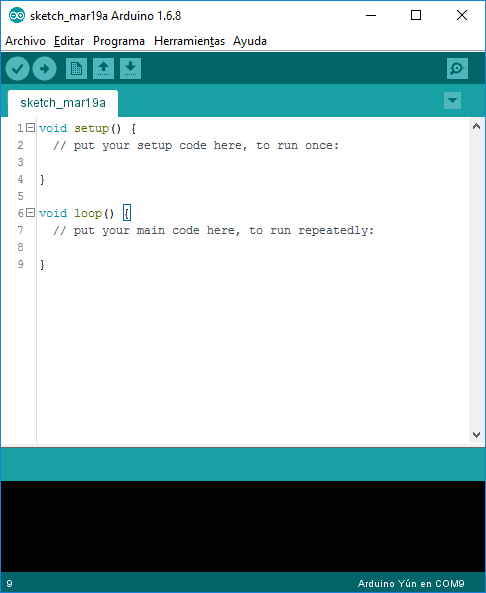 sketch_mar19a Arduino 1.6.8
Archivo Editar Programa Herramientas Ayuda
sketch_mar19a
1 void setup() {
2 // put your setup code here, to run once:
3
4 }
5
6 void loop() {
7 // put your main code here, to run repeatedly:
8
9 }
9 Arduino Yún en COM9